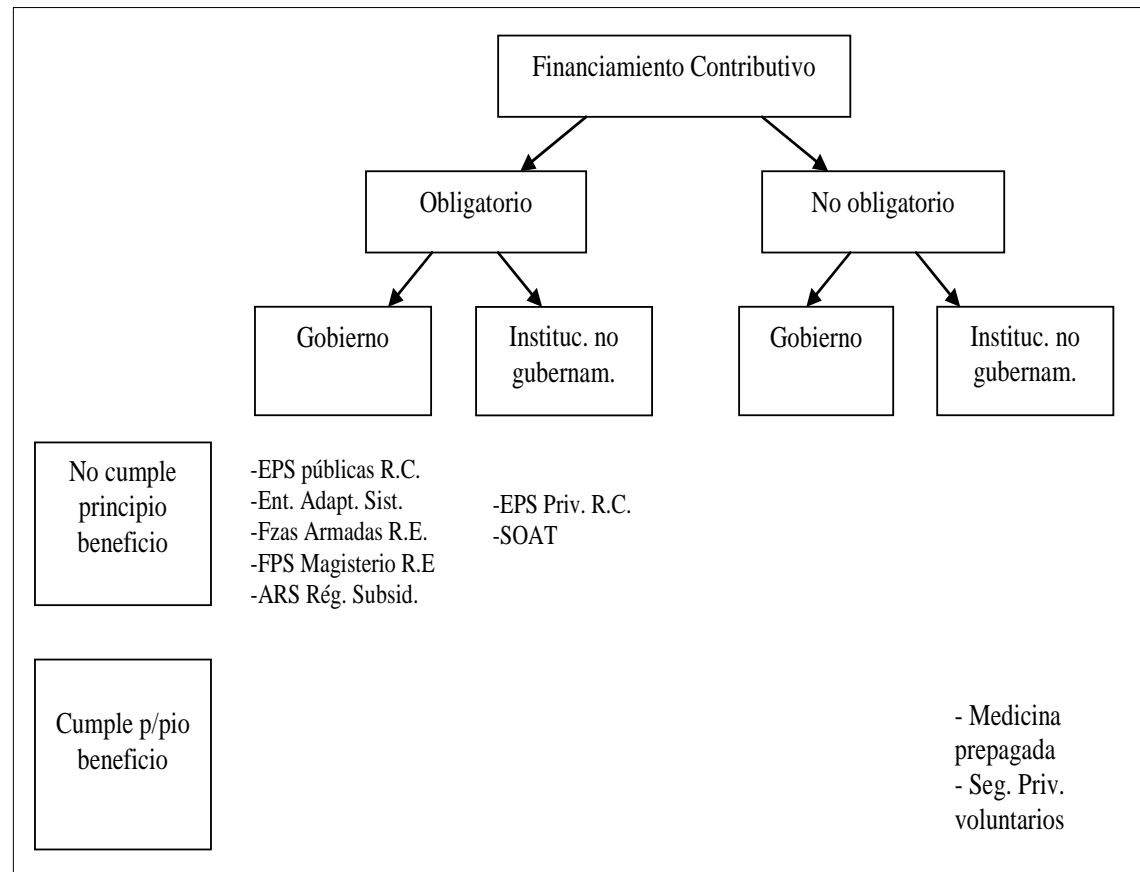 Financiamiento Contributivo
Obligatorio
No obligatorio
Gobierno
Instituc. no
gubernam.
Gobierno
Instituc. no
gubernam.
No cumple
principio
beneficio
-EPS públicas R.C.
-Ent. Adapt. Sist.
-Fzas Armadas R.E.
-FPS Magisterio R.E
-ARS Rég. Subsid.
-EPS Priv. R.C.
-SOAT
Cumple p/pio
beneficio
- Medicina
prepagada
- Seg. Priv.
voluntarios